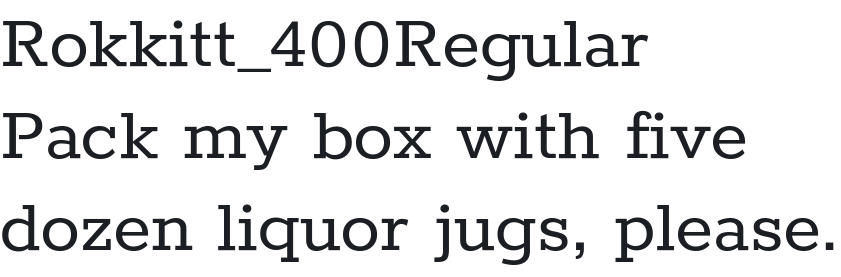 Rokkitt_400Regular
Pack my box with five
dozen liquor jugs, please.